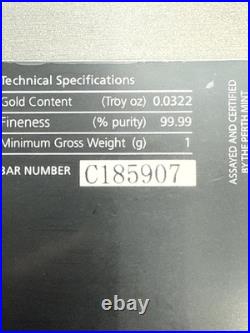 Technical Specifications
Gold Content (Troy oz) 0.0322
Fineness (% purity) 99.99
Minimum Gross Weight (g) 1
BAR NUMBER C185907
ASSAYED AND CERTIFIED
BY THE PERTH MINT